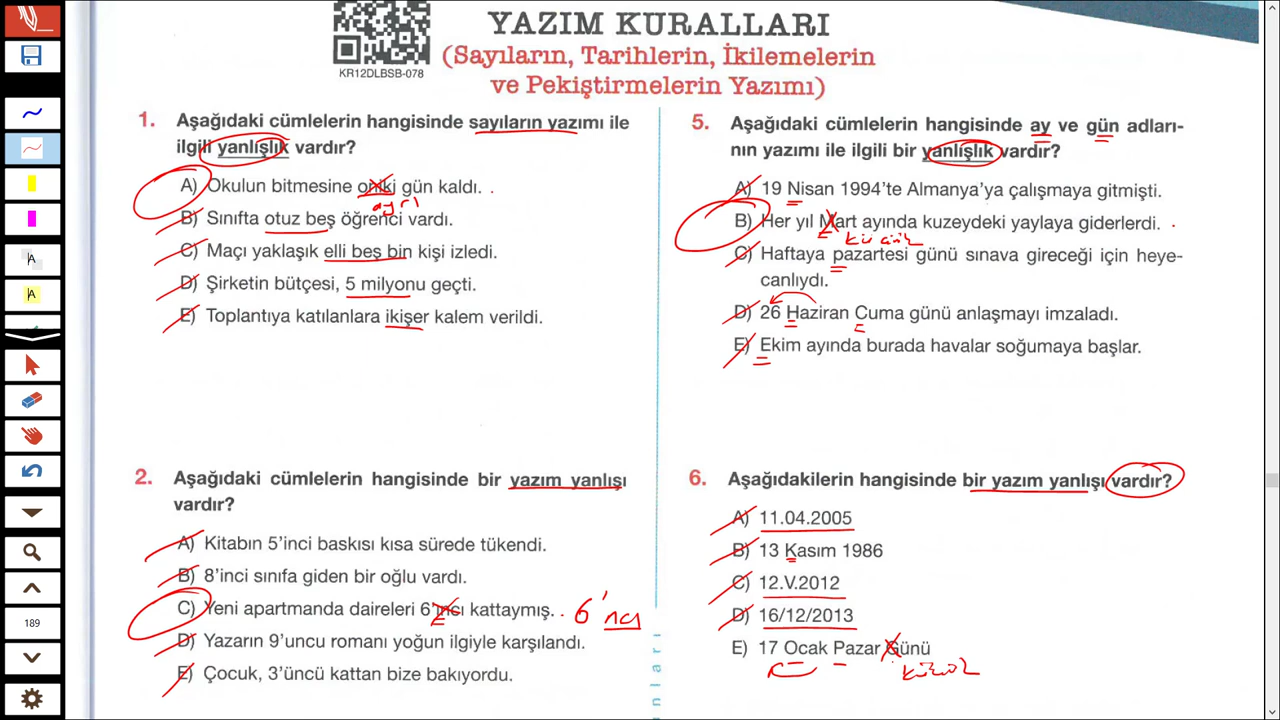 YAZIM KURALLARI
(Sayıların, Tarihlerin, İkilemelerin
ve Pekiştirmelerin Yazımı)
KR12DLBSB-078
1. Aşağıdaki cümlelerin hangisinde sayıların yazımı ile
ilgili yanlışlık vardır?
A) Okulun bitmesine oniki gün kaldı.
ayrı
B) Sınıfta otuz beş öğrenci vardı.
C) Maçı yaklaşık elli beş bin kişi izledi.
D) Şirketin bütçesi, 5 milyonu geçti.
E) Toplantıya katılanlara ikişer kalem verildi.
2. Aşağıdaki cümlelerin hangisinde bir yazım yanlışı
vardır?
A) Kitabın 5'inci baskısı kısa sürede tükendi.
B) 8'inci sınıfa giden bir oğlu vardı.
C) Yeni apartmanda daireleri 6'ıncı kattaymış. 6'ncı
D) Yazarın 9'uncu romanı yoğun ilgiyle karşılandı.
E) Çocuk, 3'üncü kattan bize bakıyordu.
5. Aşağıdaki cümlelerin hangisinde ay ve gün adları-
nın yazımı ile ilgili bir yanlışlık vardır?
A) 19 Nisan 1994'te Almanya'ya çalışmaya gitmişti.
B) Her yıl Mart ayında kuzeydeki yaylaya giderlerdi.
küçük
C) Haftaya pazartesi günü sınava gireceği için heye-
canlıydı.
D) 26 Haziran Cuma günü anlaşmayı imzaladı.
E) Ekim ayında burada havalar soğumaya başlar.
6. Aşağıdakilerin hangisinde bir yazım yanlışı vardır?
A) 11.04.2005
B) 13 Kasım 1986
C) 12.V.2012
D) 16/12/2013
E) 17 Ocak Pazar Günü
küçük
189